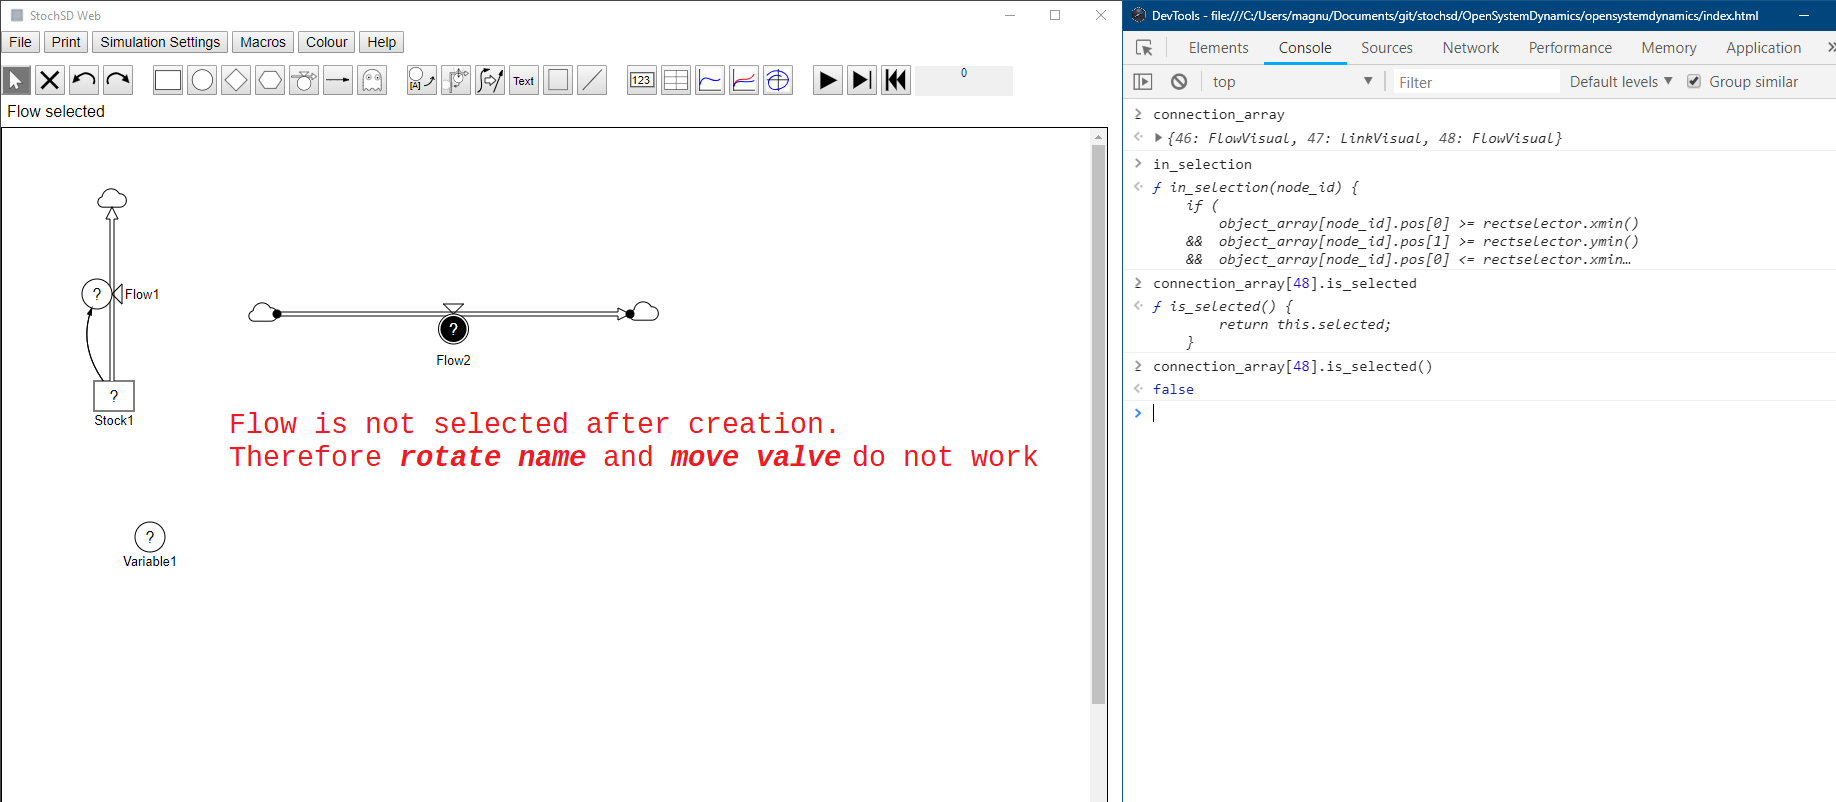 StochSD Web
File Print Simulation Settings Macros Colour Help
[A] Text 123 0
Flow selected
?
Flow1
?
Flow2
?
Stock1
Flow is not selected after creation.
Therefore rotate name and move valve do not work
?
Variable1
DevTools - file:///C:/Users/magnu/Documents/git/stochsd/OpenSystemDynamics/opensystemdynamics/index.html
Elements Console Sources Network Performance Memory Application »
top Filter Default levels Group similar
connection_array
{46: FlowVisual, 47: LinkVisual, 48: FlowVisual}
in_selection
ƒ in_selection(node_id) {
if (
object_array[node_id].pos[0] >= rectselector.xmin()
&& object_array[node_id].pos[1] >= rectselector.ymin()
&& object_array[node_id].pos[0] <= rectselector.xmin…
connection_array[48].is_selected
ƒ is_selected() {
return this.selected;
}
connection_array[48].is_selected()
false